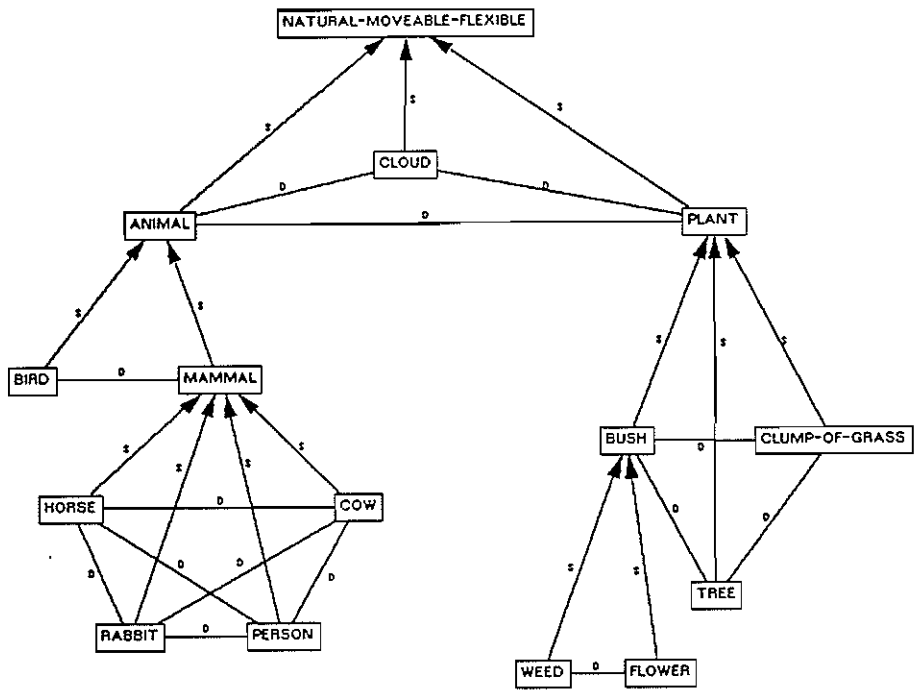 NATURAL-MOVEABLE-FLEXIBLE
S
S
S
CLOUD
D
D
ANIMAL
D
PLANT
S
S
BIRD
D
MAMMAL
S
S
S
BUSH
D
CLUMP-OF-GRASS
S
S
S
S
HORSE
D
COW
D
D
D
D
D
D
D
S
S
TREE
RABBIT
D
PERSON
WEED
D
FLOWER